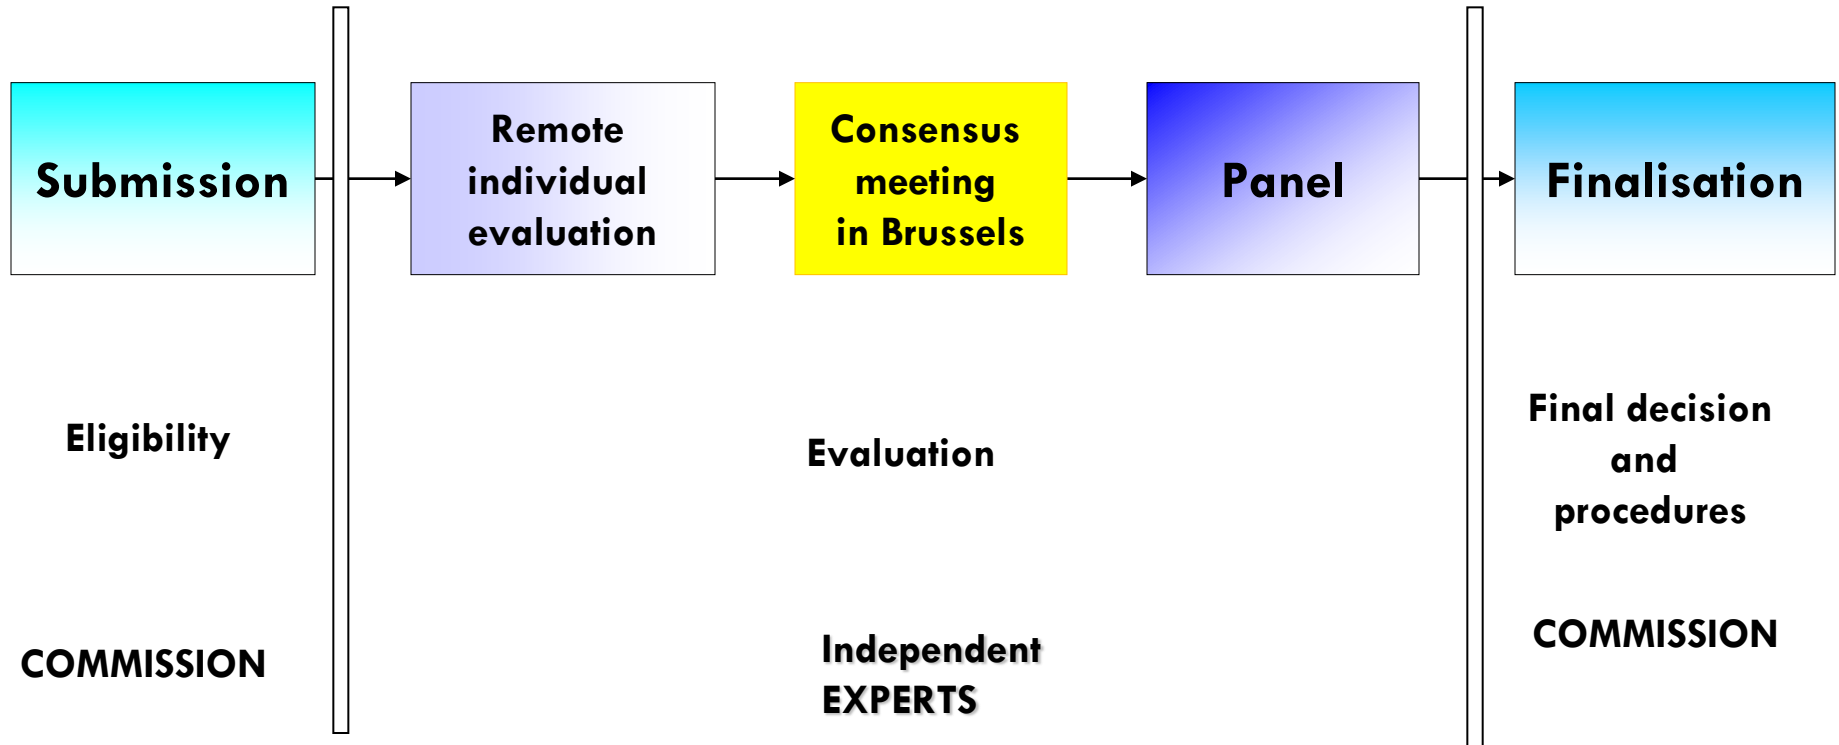 Submission
Remote
individual
evaluation
Consensus
meeting
in Brussels
Panel
Finalisation
Eligibility
Evaluation
Final decision
and
procedures
COMMISSION
Independent
EXPERTS
COMMISSION